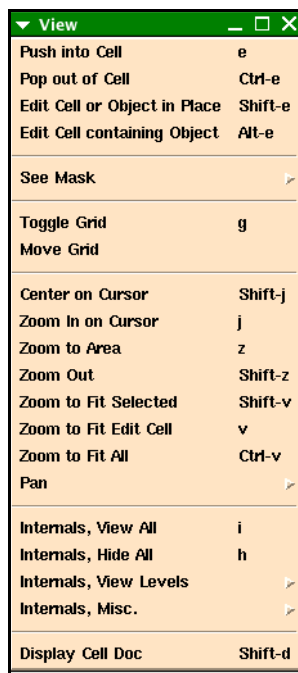 View
Push into Cell e
Pop out of Cell Ctrl-e
Edit Cell or Object in Place Shift-e
Edit Cell containing Object Alt-e
See Mask
Toggle Grid g
Move Grid
Center on Cursor Shift-j
Zoom In on Cursor j
Zoom to Area z
Zoom Out Shift-z
Zoom to Fit Selected Shift-v
Zoom to Fit Edit Cell v
Zoom to Fit All Ctrl-v
Pan
Internals, View All i
Internals, Hide All h
Internals, View Levels
Internals, Misc.
Display Cell Doc Shift-d